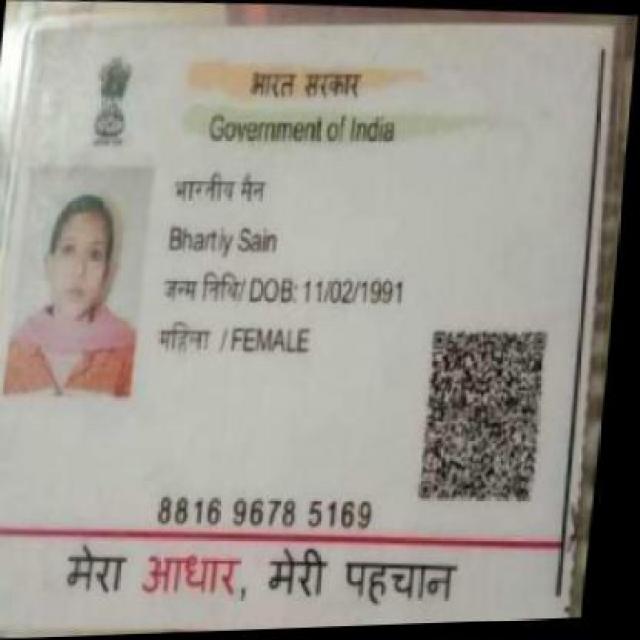 भारत सरकार
Government of India
भारतीय सैन
Bhartiy Sain
जन्म तिथि/ DOB: 11/02/1991
महिला / FEMALE
8816 9678 5169
मेरा आधार, मेरी पहचान